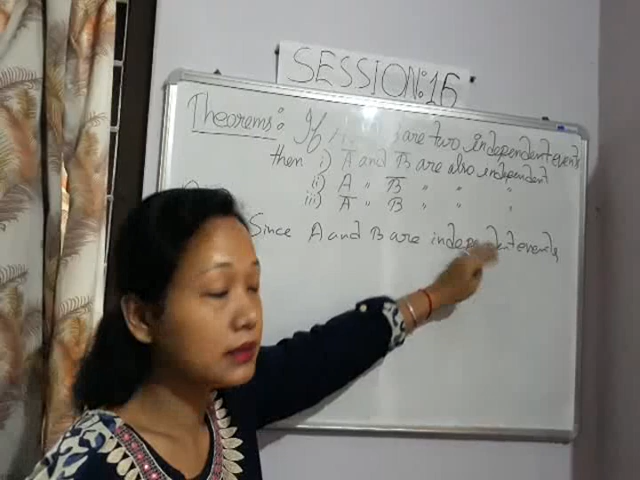 SESSION:16
Theorems: If A B are two independent events
then i) A̅ and B are also independent
ii) A " B̅ " " "
iii) A̅ " B̅ " " "
Since A and B are independent events